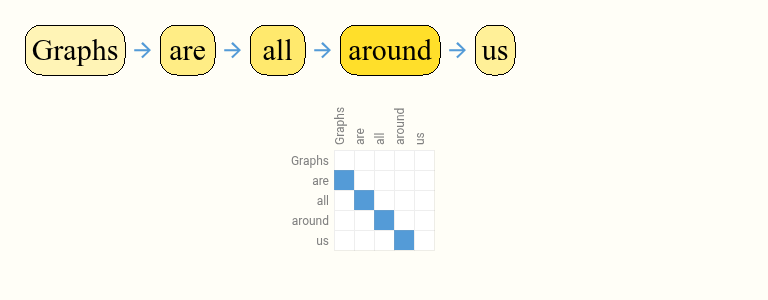 Graphs → are → all → around → us
Graphs are all around us
Graphs
are
all
around
us